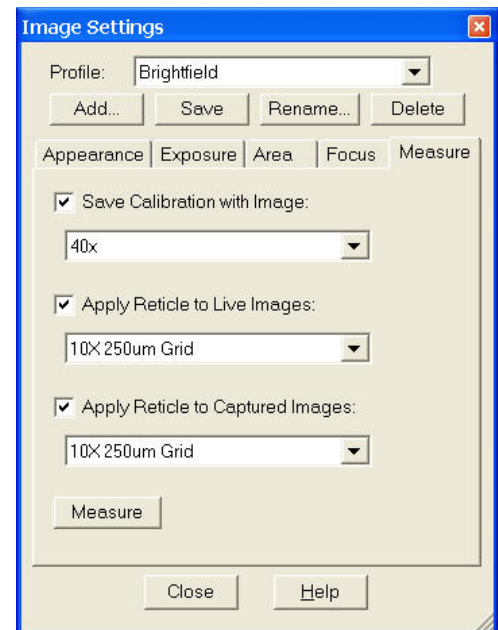 Image Settings
Profile: Brightfield
Add... Save Rename... Delete
Appearance Exposure Area Focus Measure
Save Calibration with Image:
40x
Apply Reticle to Live Images:
10X 250um Grid
Apply Reticle to Captured Images:
10X 250um Grid
Measure
Close Help